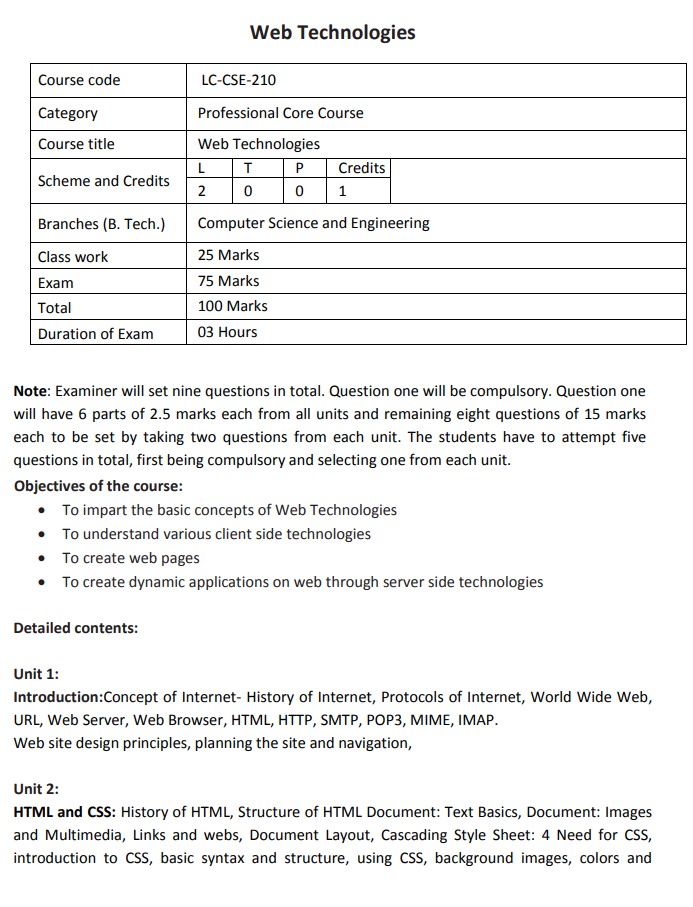 Web Technologies
Course code LC-CSE-210
Category Professional Core Course
Course title Web Technologies
Scheme and Credits
L T P Credits
2 0 0 1
Branches (B. Tech.) Computer Science and Engineering
Class work 25 Marks
Exam 75 Marks
Total 100 Marks
Duration of Exam 03 Hours
Note: Examiner will set nine questions in total. Question one will be compulsory. Question one
will have 6 parts of 2.5 marks each from all units and remaining eight questions of 15 marks
each to be set by taking two questions from each unit. The students have to attempt five
questions in total, first being compulsory and selecting one from each unit.
Objectives of the course:
• To impart the basic concepts of Web Technologies
• To understand various client side technologies
• To create web pages
• To create dynamic applications on web through server side technologies
Detailed contents:
Unit 1:
Introduction:Concept of Internet- History of Internet, Protocols of Internet, World Wide Web,
URL, Web Server, Web Browser, HTML, HTTP, SMTP, POP3, MIME, IMAP.
Web site design principles, planning the site and navigation,
Unit 2:
HTML and CSS: History of HTML, Structure of HTML Document: Text Basics, Document: Images
and Multimedia, Links and webs, Document Layout, Cascading Style Sheet: 4 Need for CSS,
introduction to CSS, basic syntax and structure, using CSS, background images, colors and